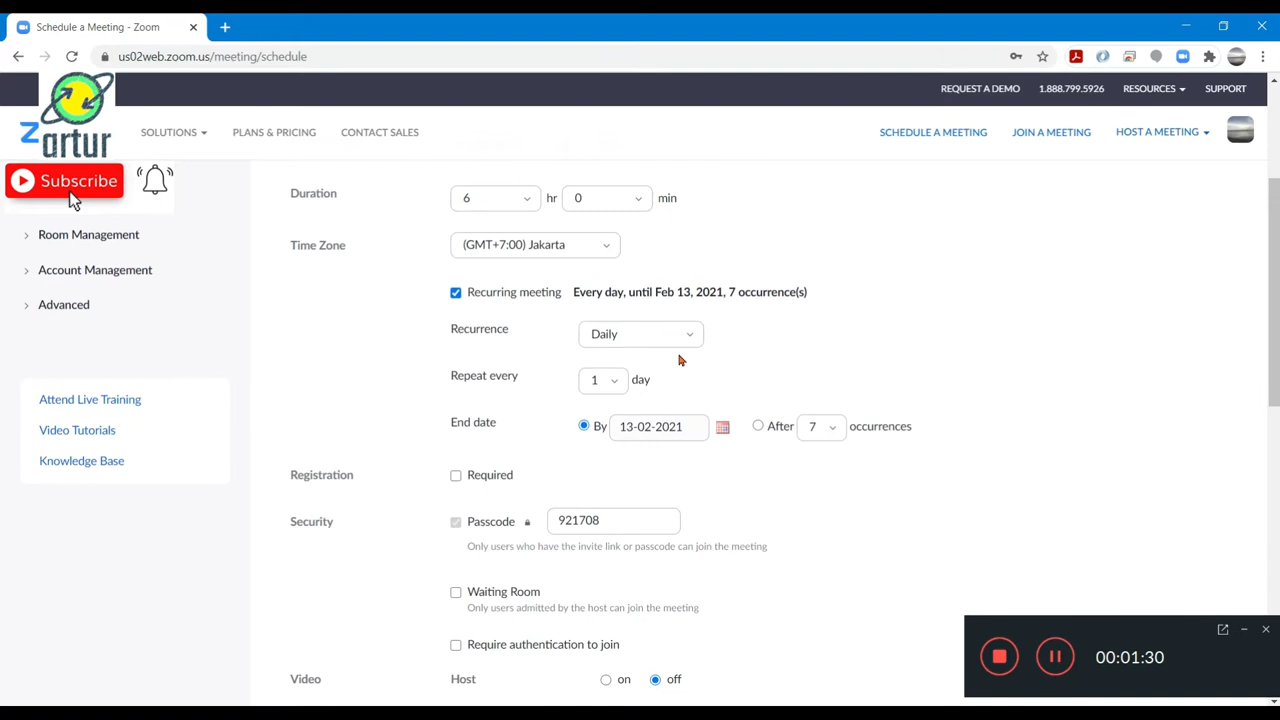 Schedule a Meeting - Zoom
us02web.zoom.us/meeting/schedule
REQUEST A DEMO 1.888.799.5926 RESOURCES SUPPORT
Zartur
SOLUTIONS PLANS & PRICING CONTACT SALES SCHEDULE A MEETING JOIN A MEETING HOST A MEETING
Subscribe
Room Management
Account Management
Advanced
Attend Live Training
Video Tutorials
Knowledge Base
Duration 6 hr 0 min
Time Zone (GMT+7:00) Jakarta
Recurring meeting Every day, until Feb 13, 2021, 7 occurrence(s)
Recurrence Daily
Repeat every 1 day
End date By 13-02-2021 After 7 occurrences
Registration Required
Security Passcode 921708
Only users who have the invite link or passcode can join the meeting
Waiting Room
Only users admitted by the host can join the meeting
Require authentication to join
Video Host on off
00:01:30